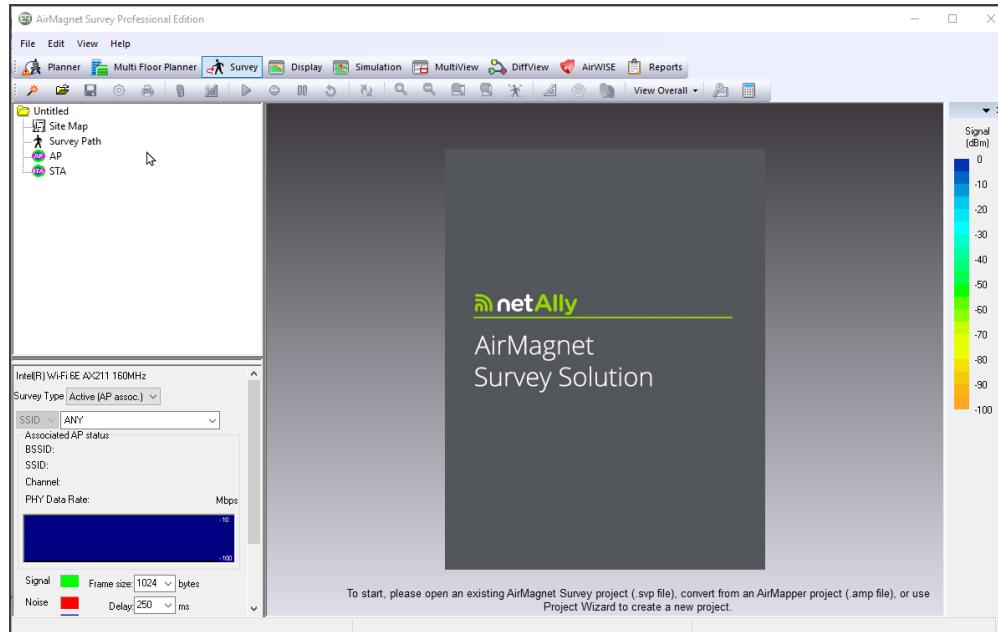 AirMagnet Survey Professional Edition
File Edit View Help
Planner Multi Floor Planner Survey Display Simulation MultiView DiffView AirWISE Reports
View Overall
Untitled
Site Map
Survey Path
AP AP
STA STA
Signal
(dBm)
0
-10
-20
-30
-40
-50
-60
-70
-80
-90
-100
netAlly
AirMagnet
Survey Solution
Intel(R) Wi-Fi 6E AX211 160MHz
Survey Type Active (AP assoc.)
SSID ANY
Associated AP status
BSSID:
SSID:
Channel:
PHY Data Rate: Mbps
-10
-100
Signal Frame size: 1024 bytes
Noise Delay: 250 ms
To start, please open an existing AirMagnet Survey project (.svp file), convert from an AirMapper project (.amp file), or use
Project Wizard to create a new project.